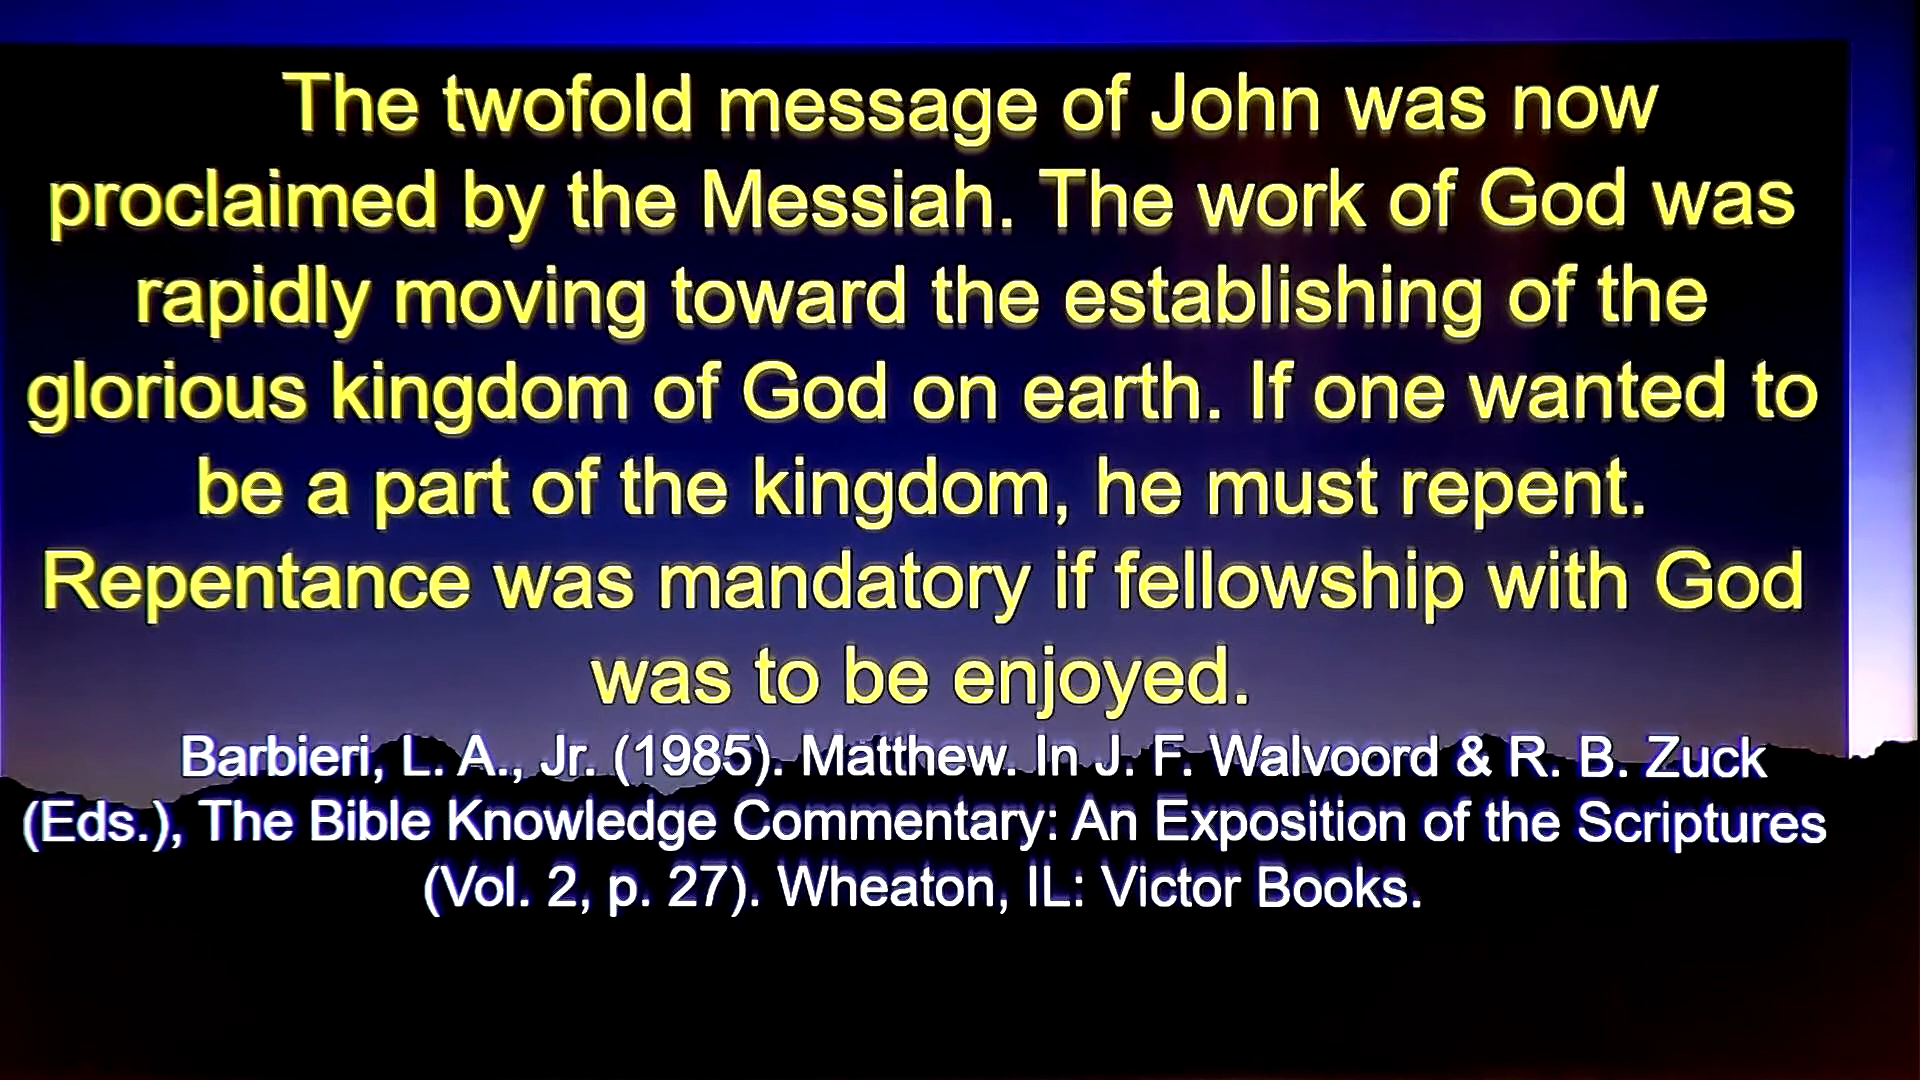 The twofold message of John was now
proclaimed by the Messiah. The work of God was
rapidly moving toward the establishing of the
glorious kingdom of God on earth. If one wanted to
be a part of the kingdom, he must repent.
Repentance was mandatory if fellowship with God
was to be enjoyed.
Barbieri, L. A., Jr. (1985). Matthew. In J. F. Walvoord & R. B. Zuck
(Eds.), The Bible Knowledge Commentary: An Exposition of the Scriptures
(Vol. 2, p. 27). Wheaton, IL: Victor Books.